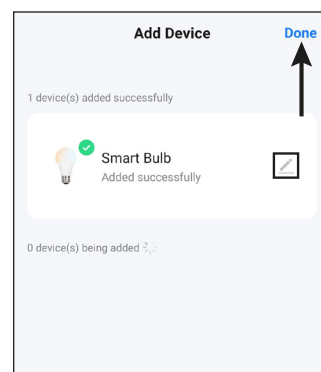 Add Device
Done
1 device(s) added successfully
Smart Bulb
Added successfully
0 device(s) being added